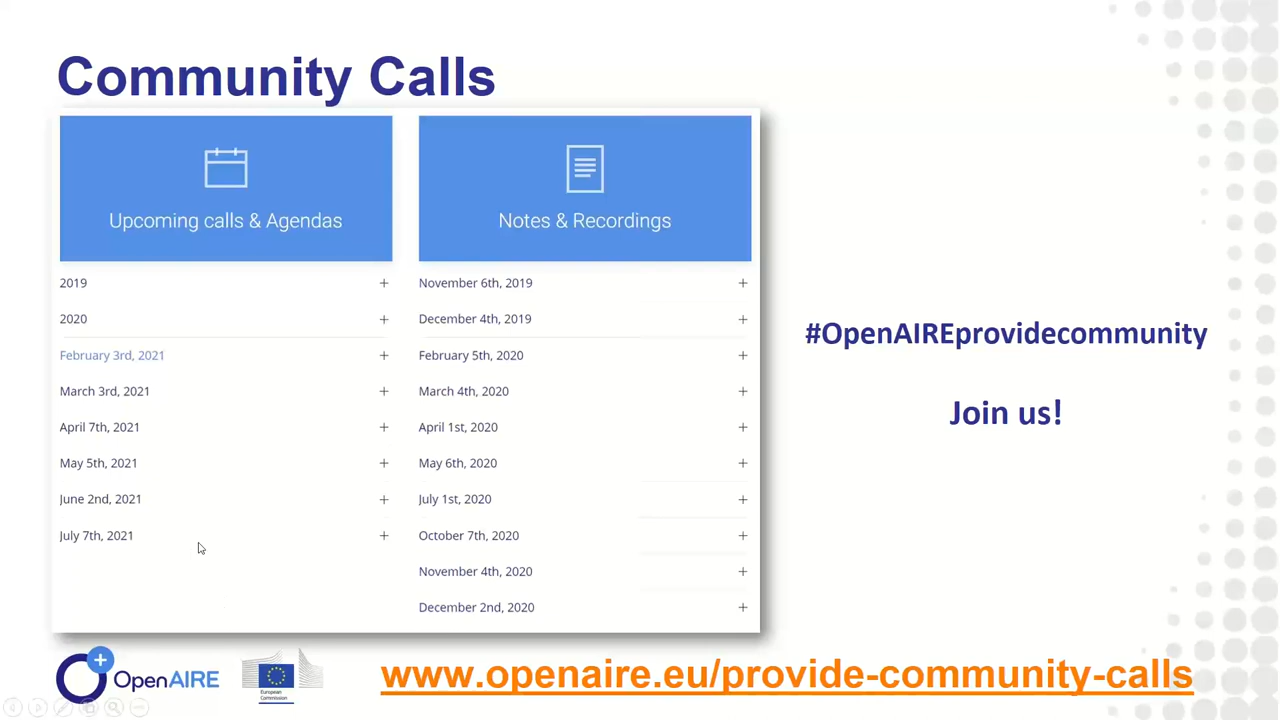 Community Calls
Upcoming calls & Agendas
2019
2020
February 3rd, 2021
March 3rd, 2021
April 7th, 2021
May 5th, 2021
June 2nd, 2021
July 7th, 2021
Notes & Recordings
November 6th, 2019
December 4th, 2019
February 5th, 2020
March 4th, 2020
April 1st, 2020
May 6th, 2020
July 1st, 2020
October 7th, 2020
November 4th, 2020
December 2nd, 2020
#OpenAIREprovidecommunity
Join us!
OpenAIRE
European
Commission
www.openaire.eu/provide-community-calls